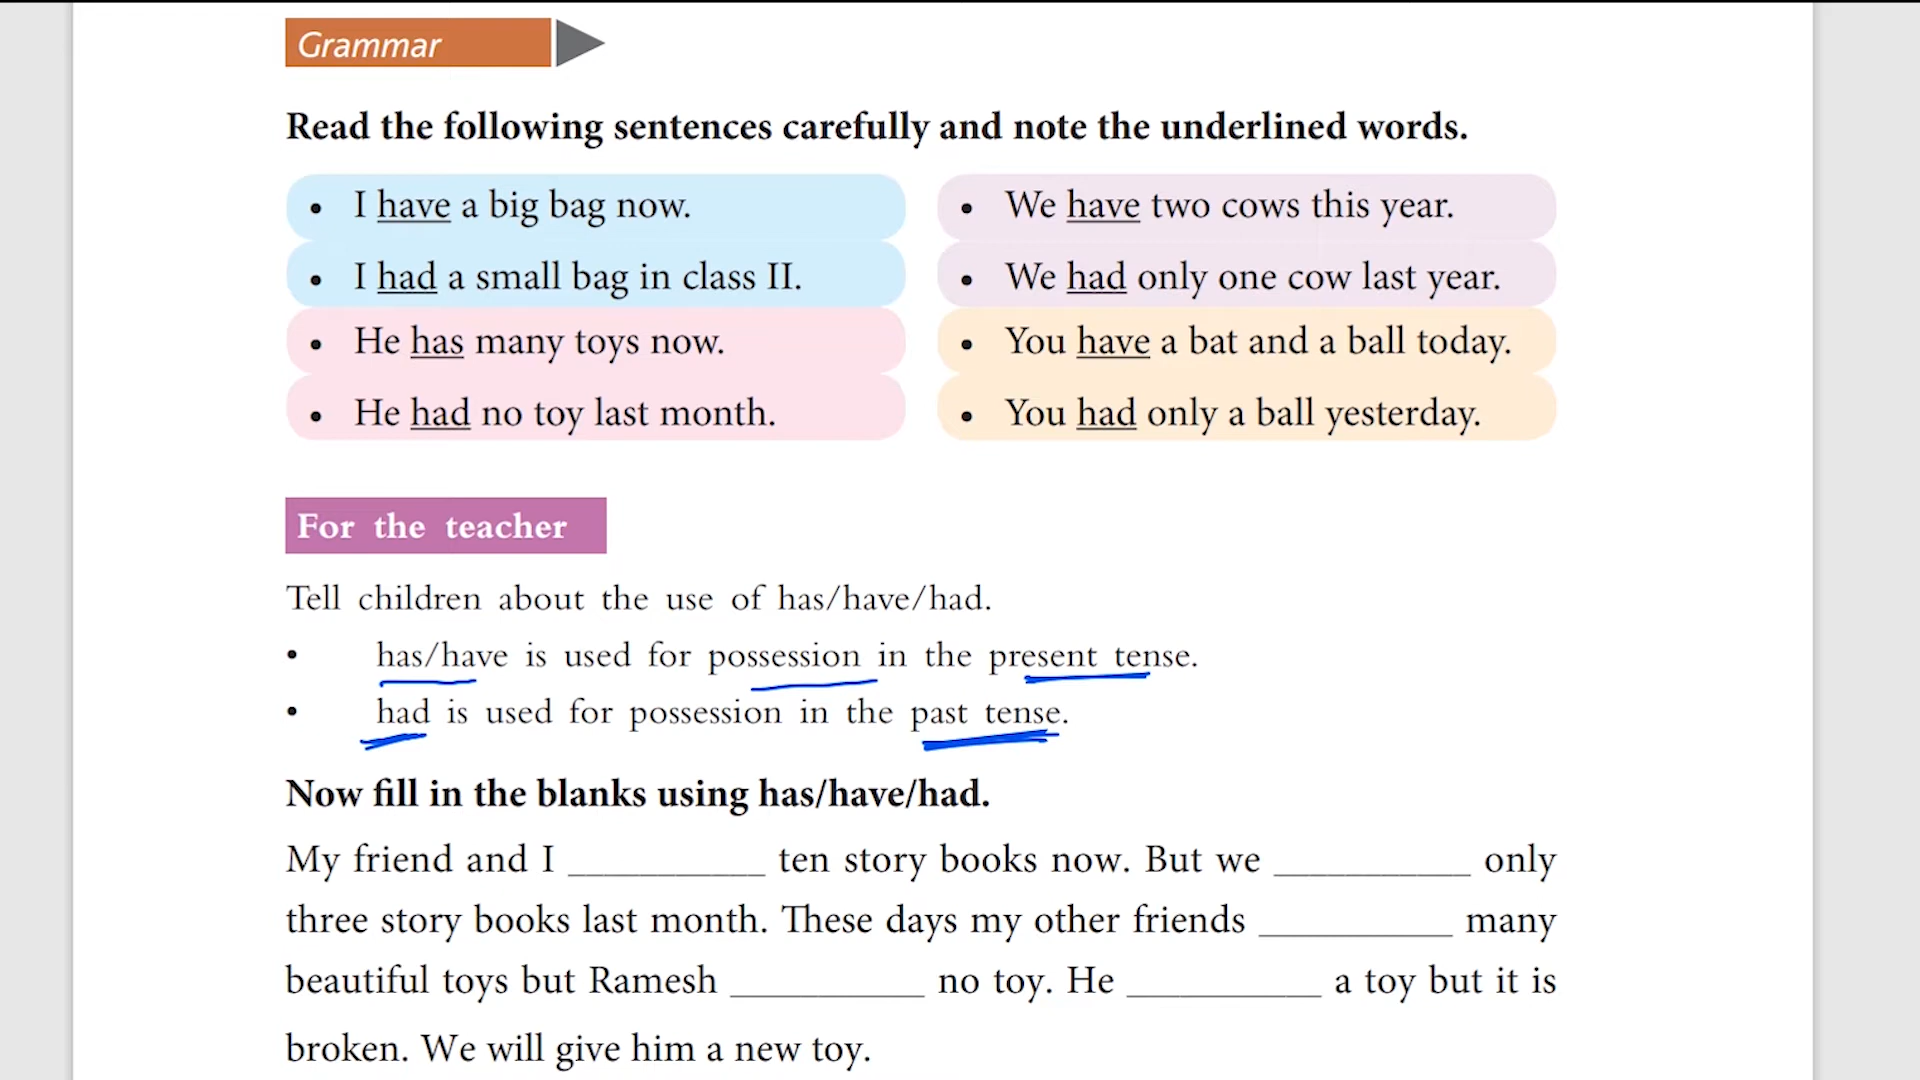 Grammar
Read the following sentences carefully and note the underlined words.
• I have a big bag now.
• I had a small bag in class II.
• He has many toys now.
• He had no toy last month.
• We have two cows this year.
• We had only one cow last year.
• You have a bat and a ball today.
• You had only a ball yesterday.
For the teacher
Tell children about the use of has/have/had.
• has/have is used for possession in the present tense.
• had is used for possession in the past tense.
Now fill in the blanks using has/have/had.
My friend and I __________ ten story books now. But we __________ only
three story books last month. These days my other friends __________ many
beautiful toys but Ramesh __________ no toy. He __________ a toy but it is
broken. We will give him a new toy.